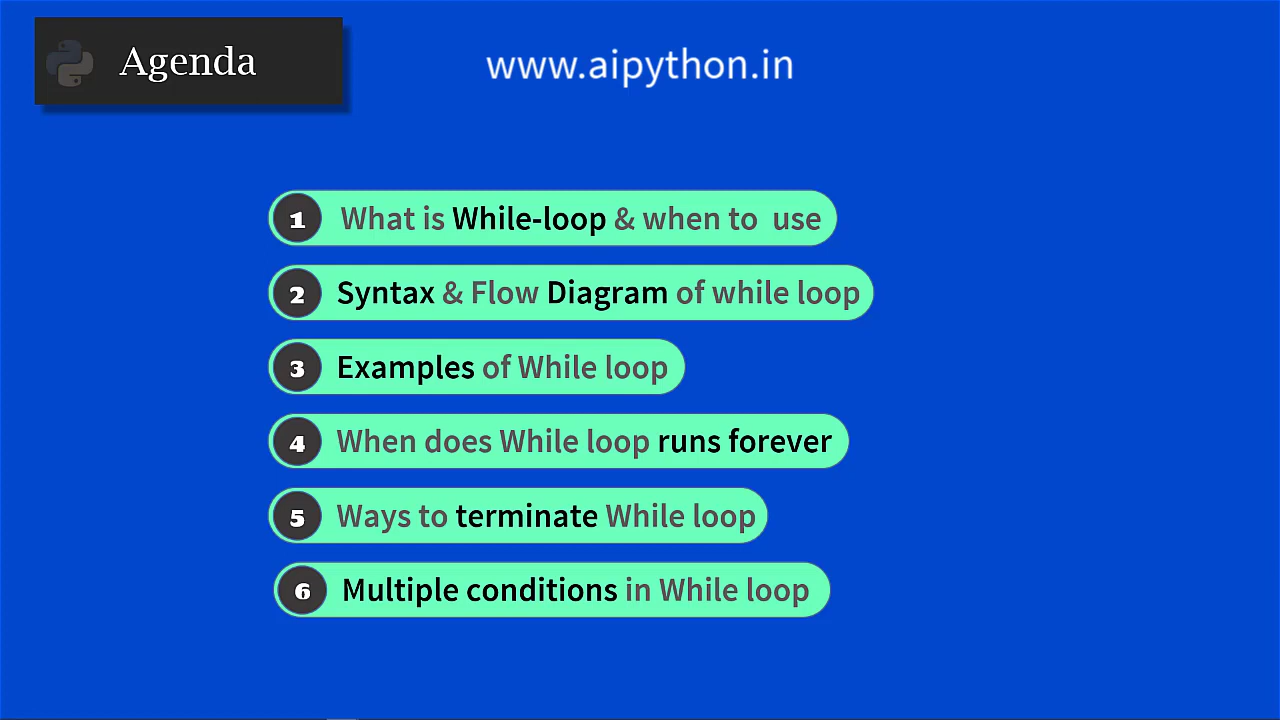 Agenda
www.aipython.in
1 What is While-loop & when to use
2 Syntax & Flow Diagram of while loop
3 Examples of While loop
4 When does While loop runs forever
5 Ways to terminate While loop
6 Multiple conditions in While loop